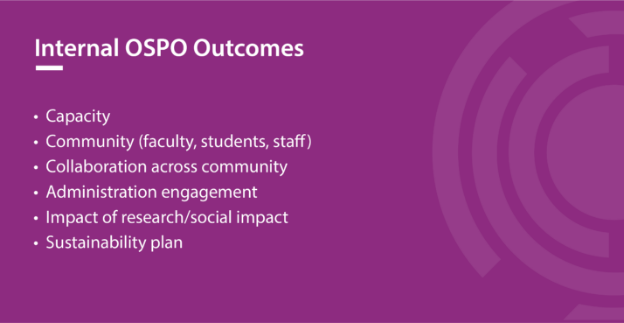 Internal OSPO Outcomes
• Capacity
• Community (faculty, students, staff)
• Collaboration across community
• Administration engagement
• Impact of research/social impact
• Sustainability plan